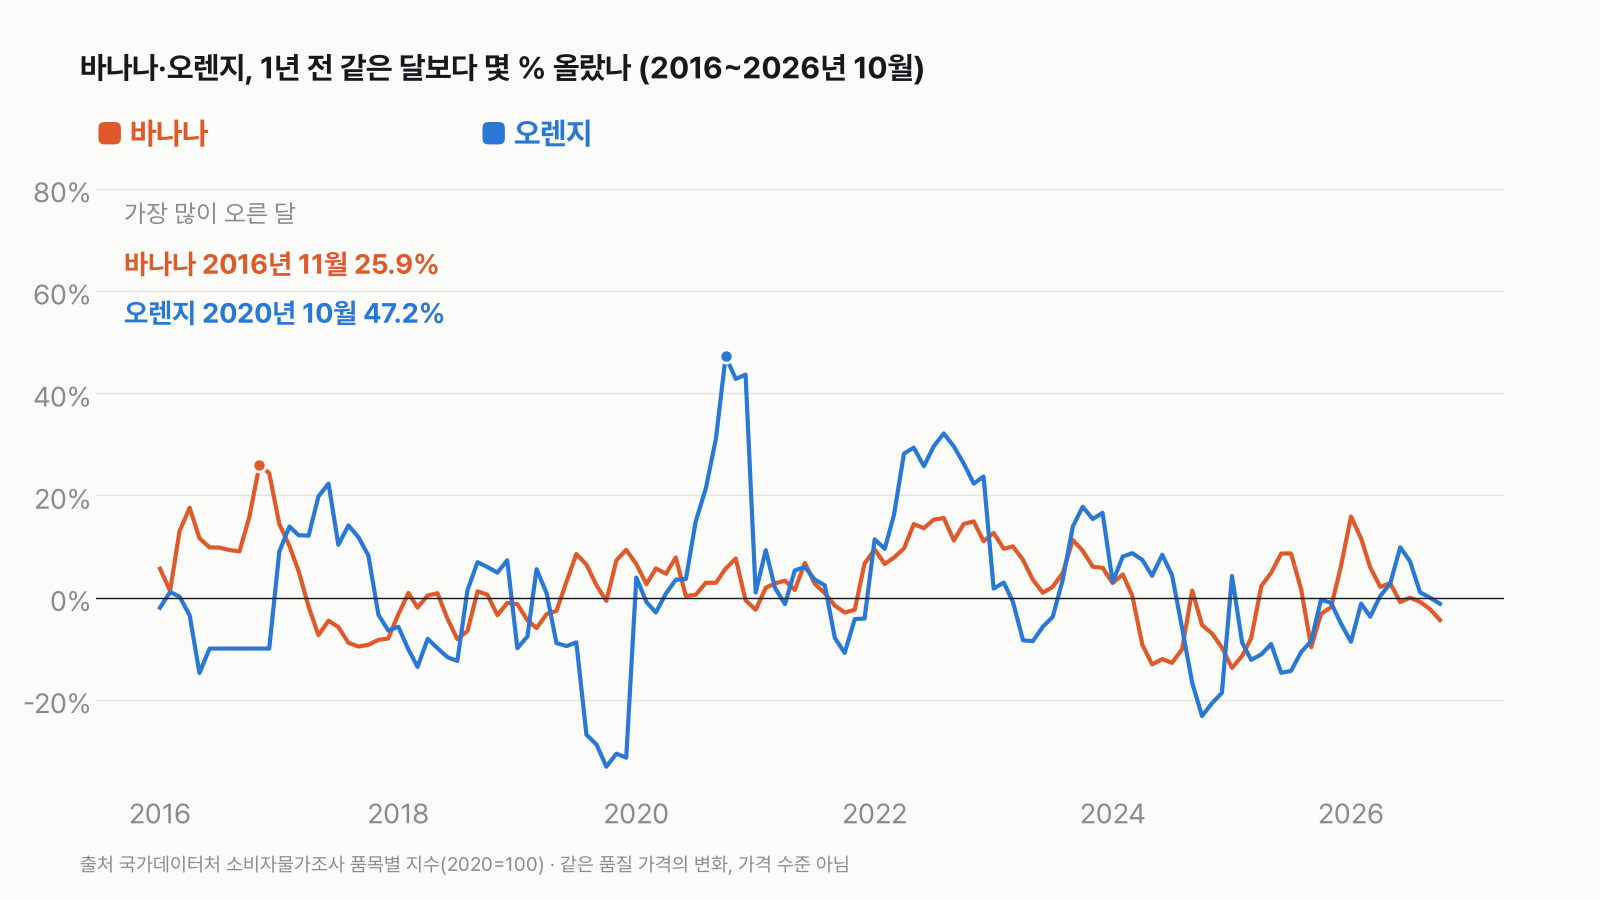 바나나·오렌지, 1년 전 같은 달보다 몇 % 올랐나 (2016~2026년 10월)
바나나
오렌지
80%
가장 많이 오른 달
바나나 2016년 11월 25.9%
60%
오렌지 2020년 10월 47.2%
40%
20%
0%
-20%
2016 2018 2020 2022 2024 2026
출처 국가데이터처 소비자물가조사 품목별 지수(2020=100) · 같은 품질 가격의 변화, 가격 수준 아님